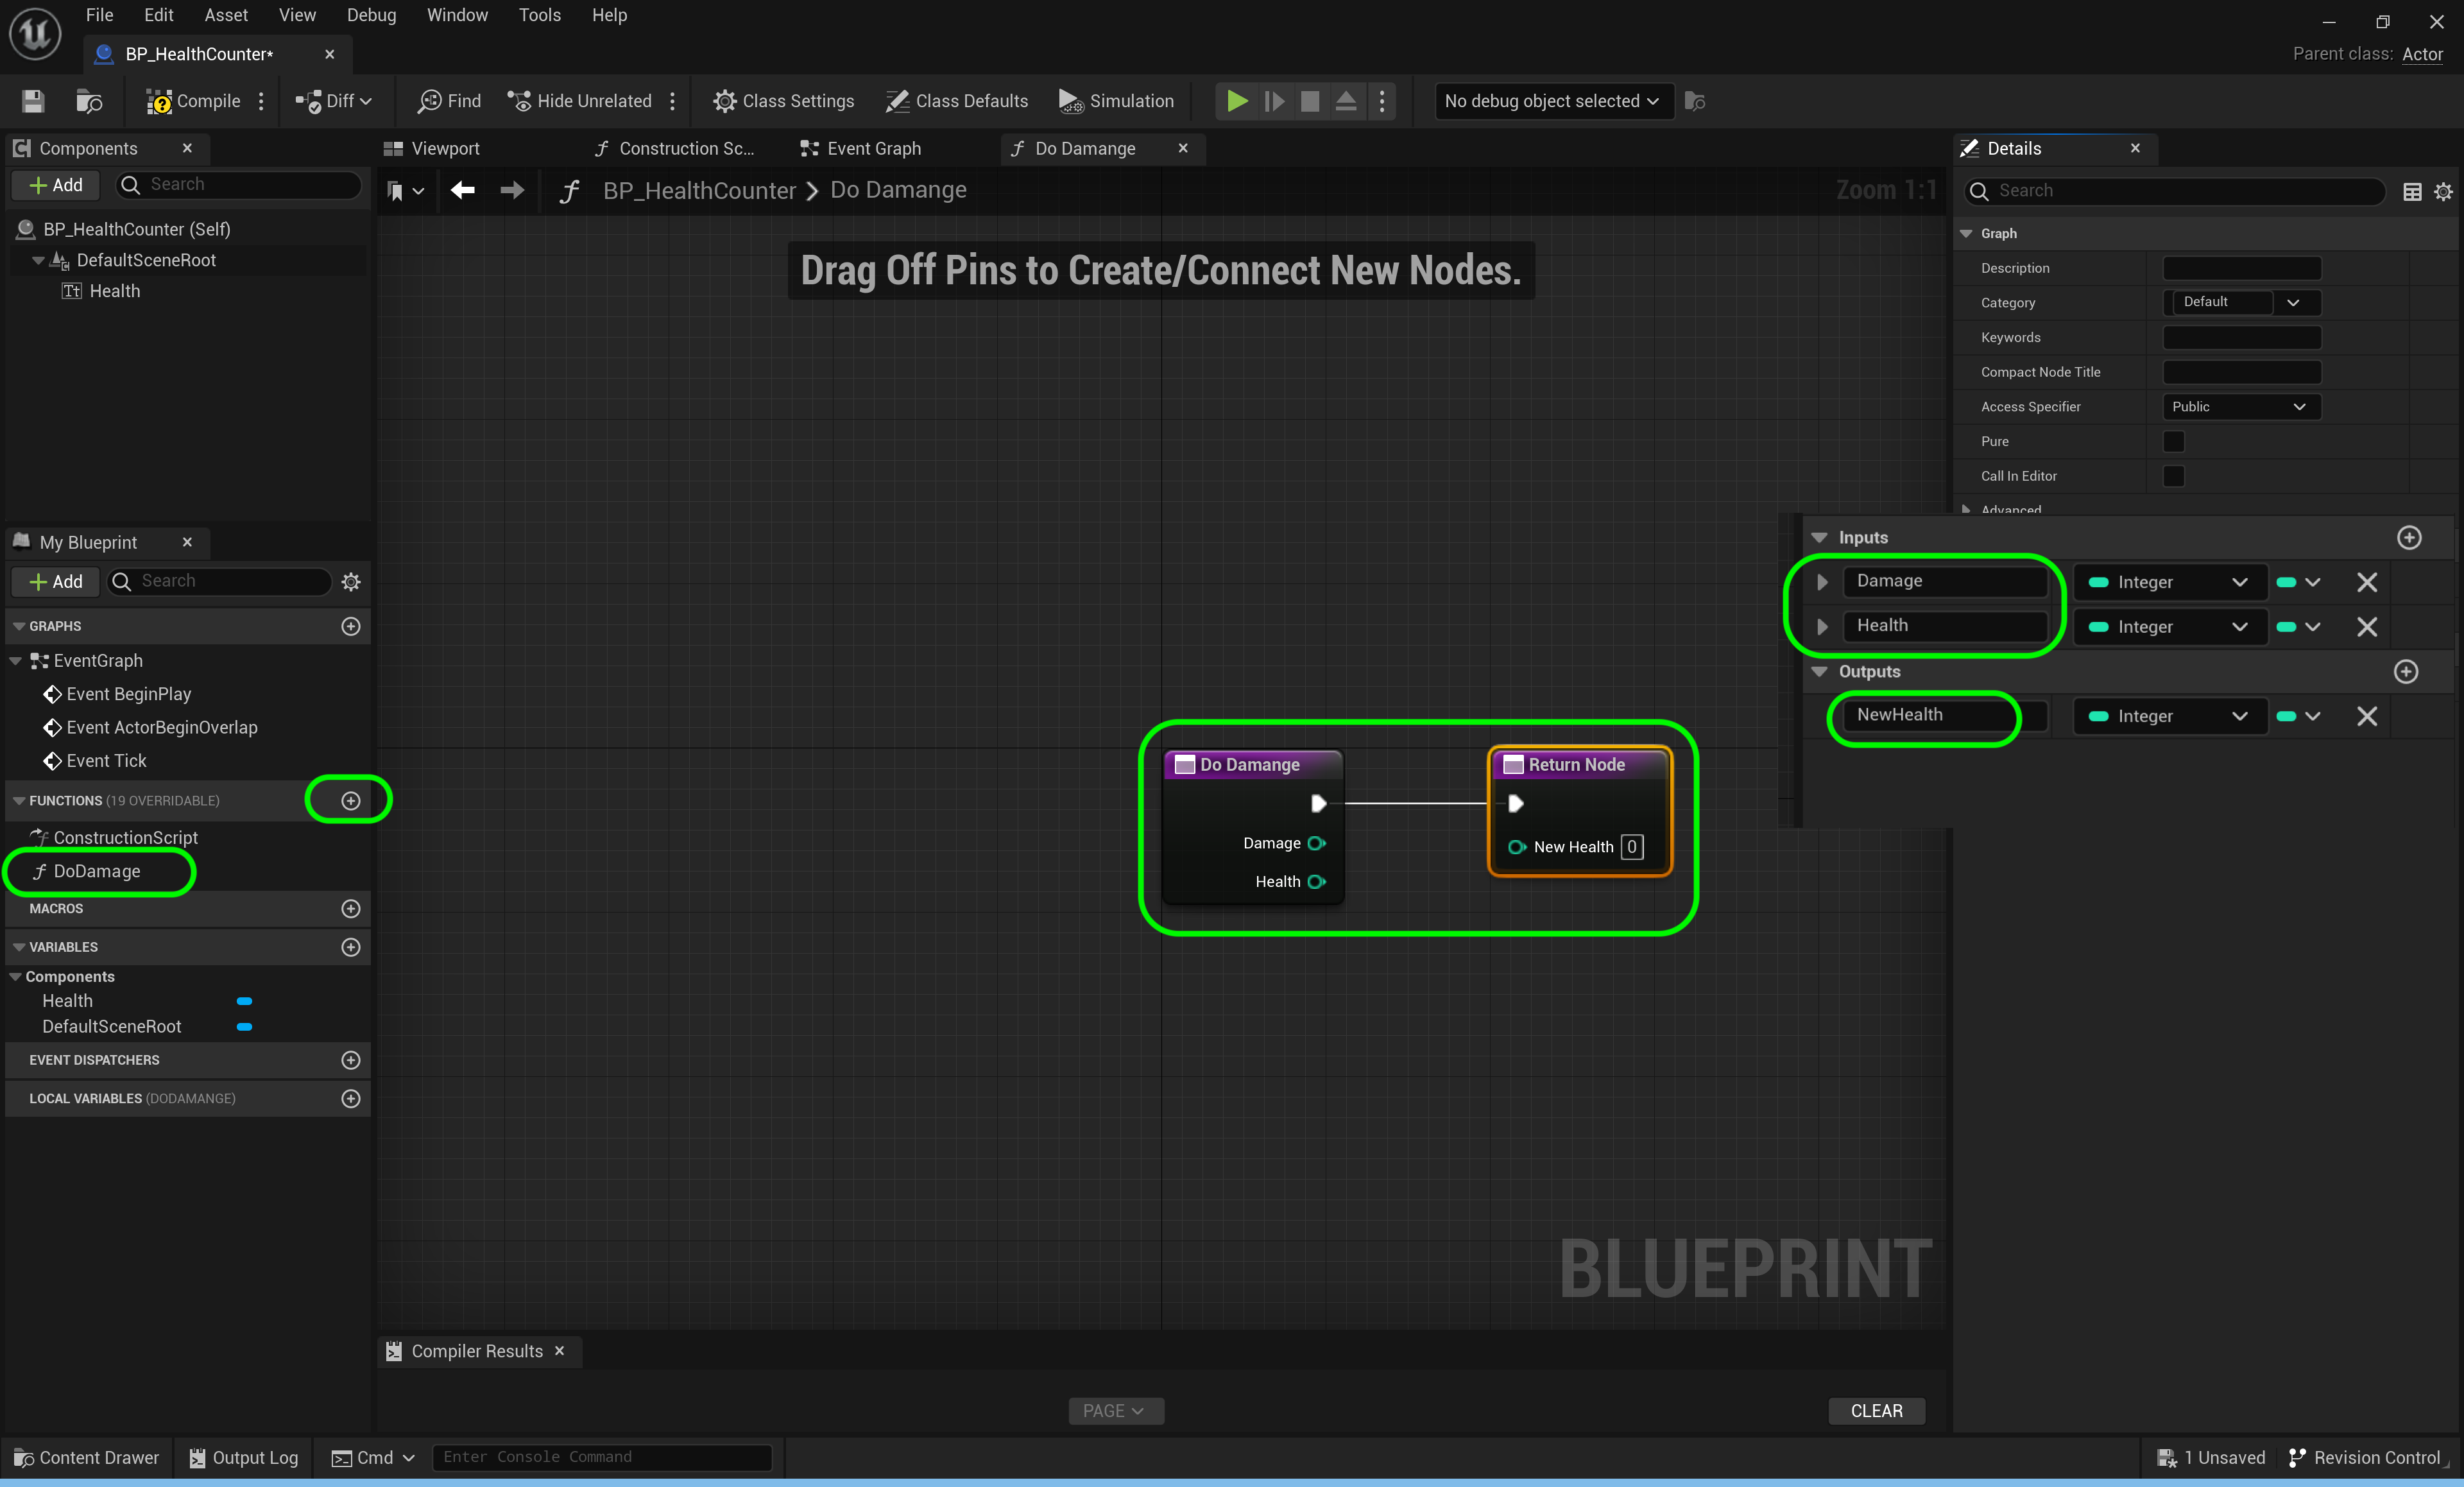 File Edit Asset View Debug Window Tools Help
BP_HealthCounter*
Parent class: Actor
Compile Diff Find Hide Unrelated Class Settings Class Defaults Simulation No debug object selected
Components
Add Search
BP_HealthCounter (Self)
DefaultSceneRoot
Health
My Blueprint
Add Search
GRAPHS
EventGraph
Event BeginPlay
Event ActorBeginOverlap
Event Tick
FUNCTIONS (19 OVERRIDABLE)
ConstructionScript
DoDamage
MACROS
VARIABLES
Components
Health
DefaultSceneRoot
EVENT DISPATCHERS
LOCAL VARIABLES (DODAMANGE)
Viewport Construction Sc... Event Graph Do Damange
BP_HealthCounter > Do Damange
Zoom 1:1
Drag Off Pins to Create/Connect New Nodes.
Do Damange
Damage
Health
Return Node
New Health 0
BLUEPRINT
Compiler Results
PAGE
CLEAR
Details
Search
Graph
Description
Category Default
Keywords
Compact Node Title
Access Specifier Public
Pure
Call In Editor
Advanced
Inputs
Damage Integer
Health Integer
Outputs
NewHealth Integer
Content Drawer Output Log Cmd Enter Console Command
1 Unsaved Revision Control